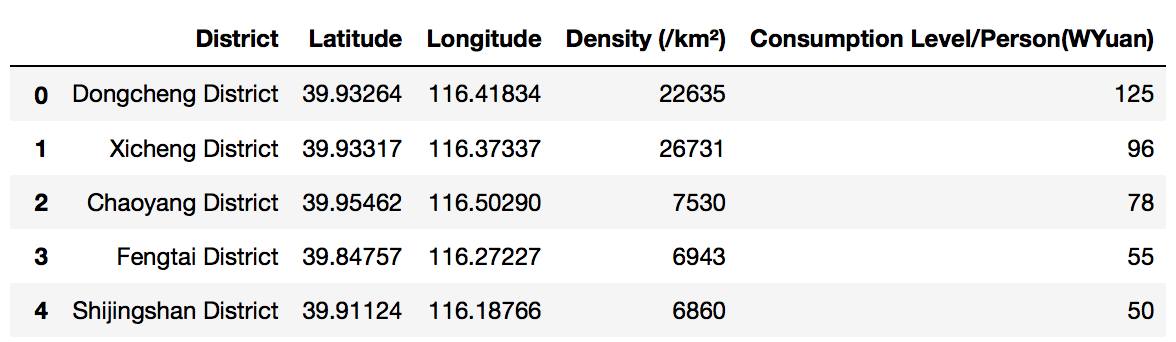 District Latitude Longitude Density (/km²) Consumption Level/Person(WYuan)
0 Dongcheng District 39.93264 116.41834 22635 125
1 Xicheng District 39.93317 116.37337 26731 96
2 Chaoyang District 39.95462 116.50290 7530 78
3 Fengtai District 39.84757 116.27227 6943 55
4 Shijingshan District 39.91124 116.18766 6860 50